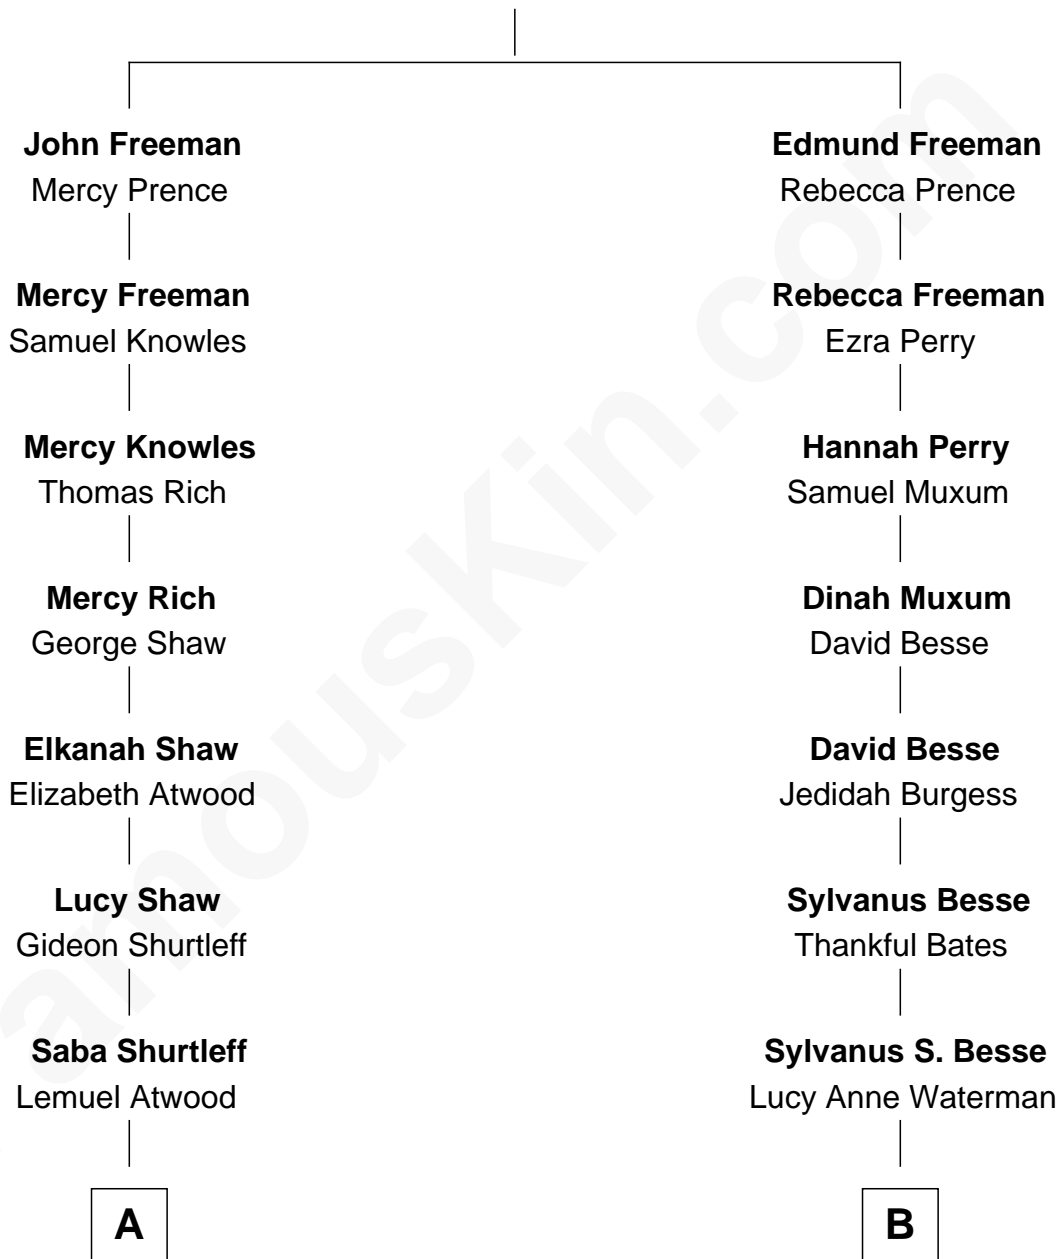 John Freeman
Mercy Prence
Mercy Freeman
Samuel Knowles
Mercy Knowles
Thomas Rich
Mercy Rich
George Shaw
Elkanah Shaw
Elizabeth Atwood
Lucy Shaw
Gideon Shurtleff
Saba Shurtleff
Lemuel Atwood
A
Edmund Freeman
Rebecca Prence
Rebecca Freeman
Ezra Perry
Hannah Perry
Samuel Muxum
Dinah Muxum
David Besse
David Besse
Jedidah Burgess
Sylvanus Besse
Thankful Bates
Sylvanus S. Besse
Lucy Anne Waterman
B
amousKin.com